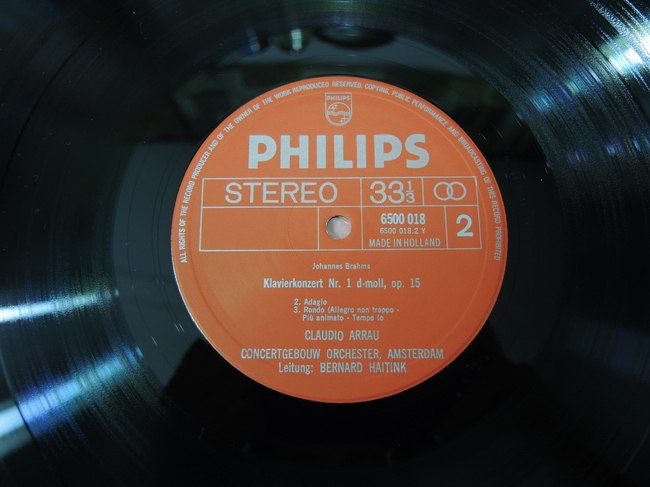 ALL RIGHTS OF THE RECORD PRODUCER AND OF THE OWNER OF THE WORK REPRODUCED RESERVED. COPYING, PUBLIC PERFORMANCE AND BROADCASTING OF THIS RECORD PROHIBITED
PHILIPS
PHILIPS
STEREO 33 1/3
6500 018
6500 018.2 Y
2
MADE IN HOLLAND
Johannes Brahms
Klavierkonzert Nr. 1 d-moll, op. 15
2. Adagio
3. Rondo (Allegro non troppo -
Più animato - Tempo Io
CLAUDIO ARRAU
CONCERTGEBOUW ORCHESTER, AMSTERDAM
Leitung: BERNARD HAITINK